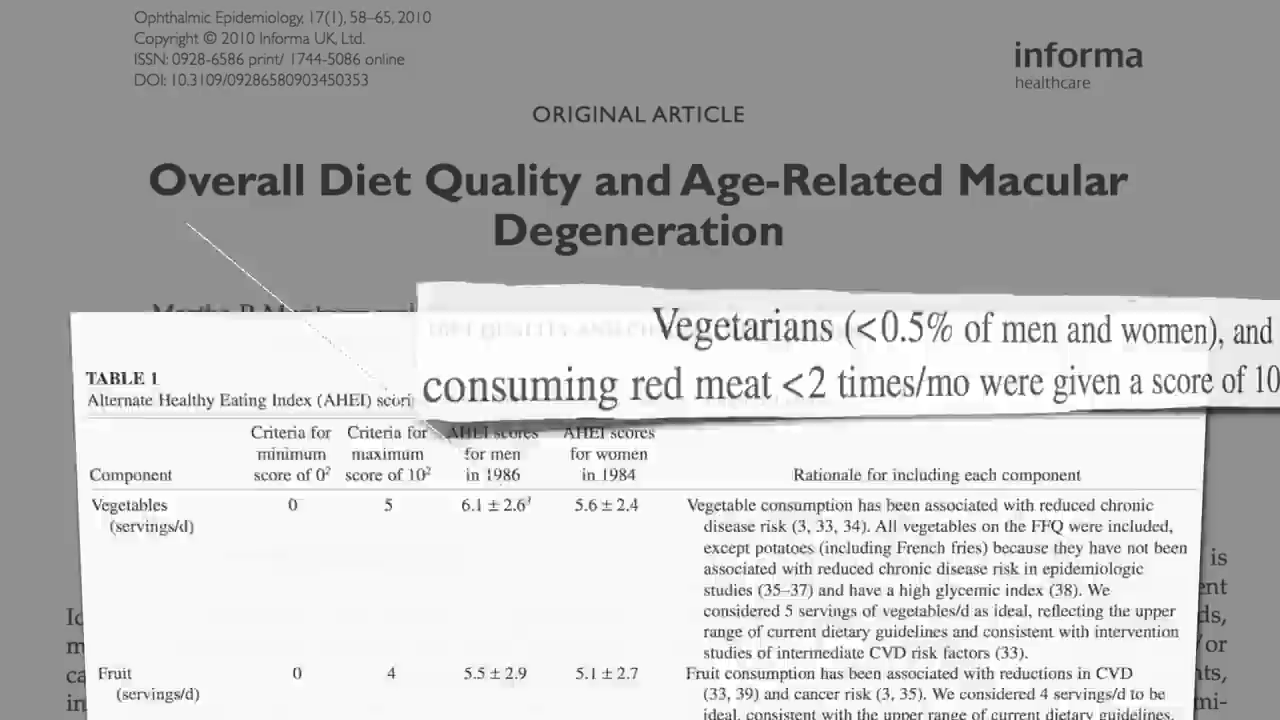 Ophthalmic Epidemiology, 17(1), 58–65, 2010
Copyright © 2010 Informa UK, Ltd.
ISSN: 0928-6586 print/ 1744-5086 online
DOI: 10.3109/09286580903450353
informa
healthcare
ORIGINAL ARTICLE
Overall Diet Quality and Age-Related Macular
Degeneration
Vegetarians (<0.5% of men and women), and
consuming red meat <2 times/mo were given a score of 10
TABLE 1
Alternate Healthy Eating Index (AHEI)
Criteria for Criteria for AHEI scores AHEI scores
minimum maximum for men for women
Component score of 0² score of 10² in 1986 in 1984 Rationale for including each component
Vegetables 0 5 6.1 ± 2.6³ 5.6 ± 2.4 Vegetable consumption has been associated with reduced chronic
(servings/d) disease risk (3, 33, 34). All vegetables on the FFQ were included,
except potatoes (including French fries) because they have not been
associated with reduced chronic disease risk in epidemiologic
studies (35–37) and have a high glycemic index (38). We
considered 5 servings of vegetables/d as ideal, reflecting the upper
range of current dietary guidelines and consistent with intervention
studies of intermediate CVD risk factors (33).
Fruit 0 4 5.5 ± 2.9 5.1 ± 2.7 Fruit consumption has been associated with reductions in CVD
(servings/d) (33, 39) and cancer risk (3, 35). We considered 4 servings/d to be
ideal, consistent with the upper range of current dietary guidelines.
is